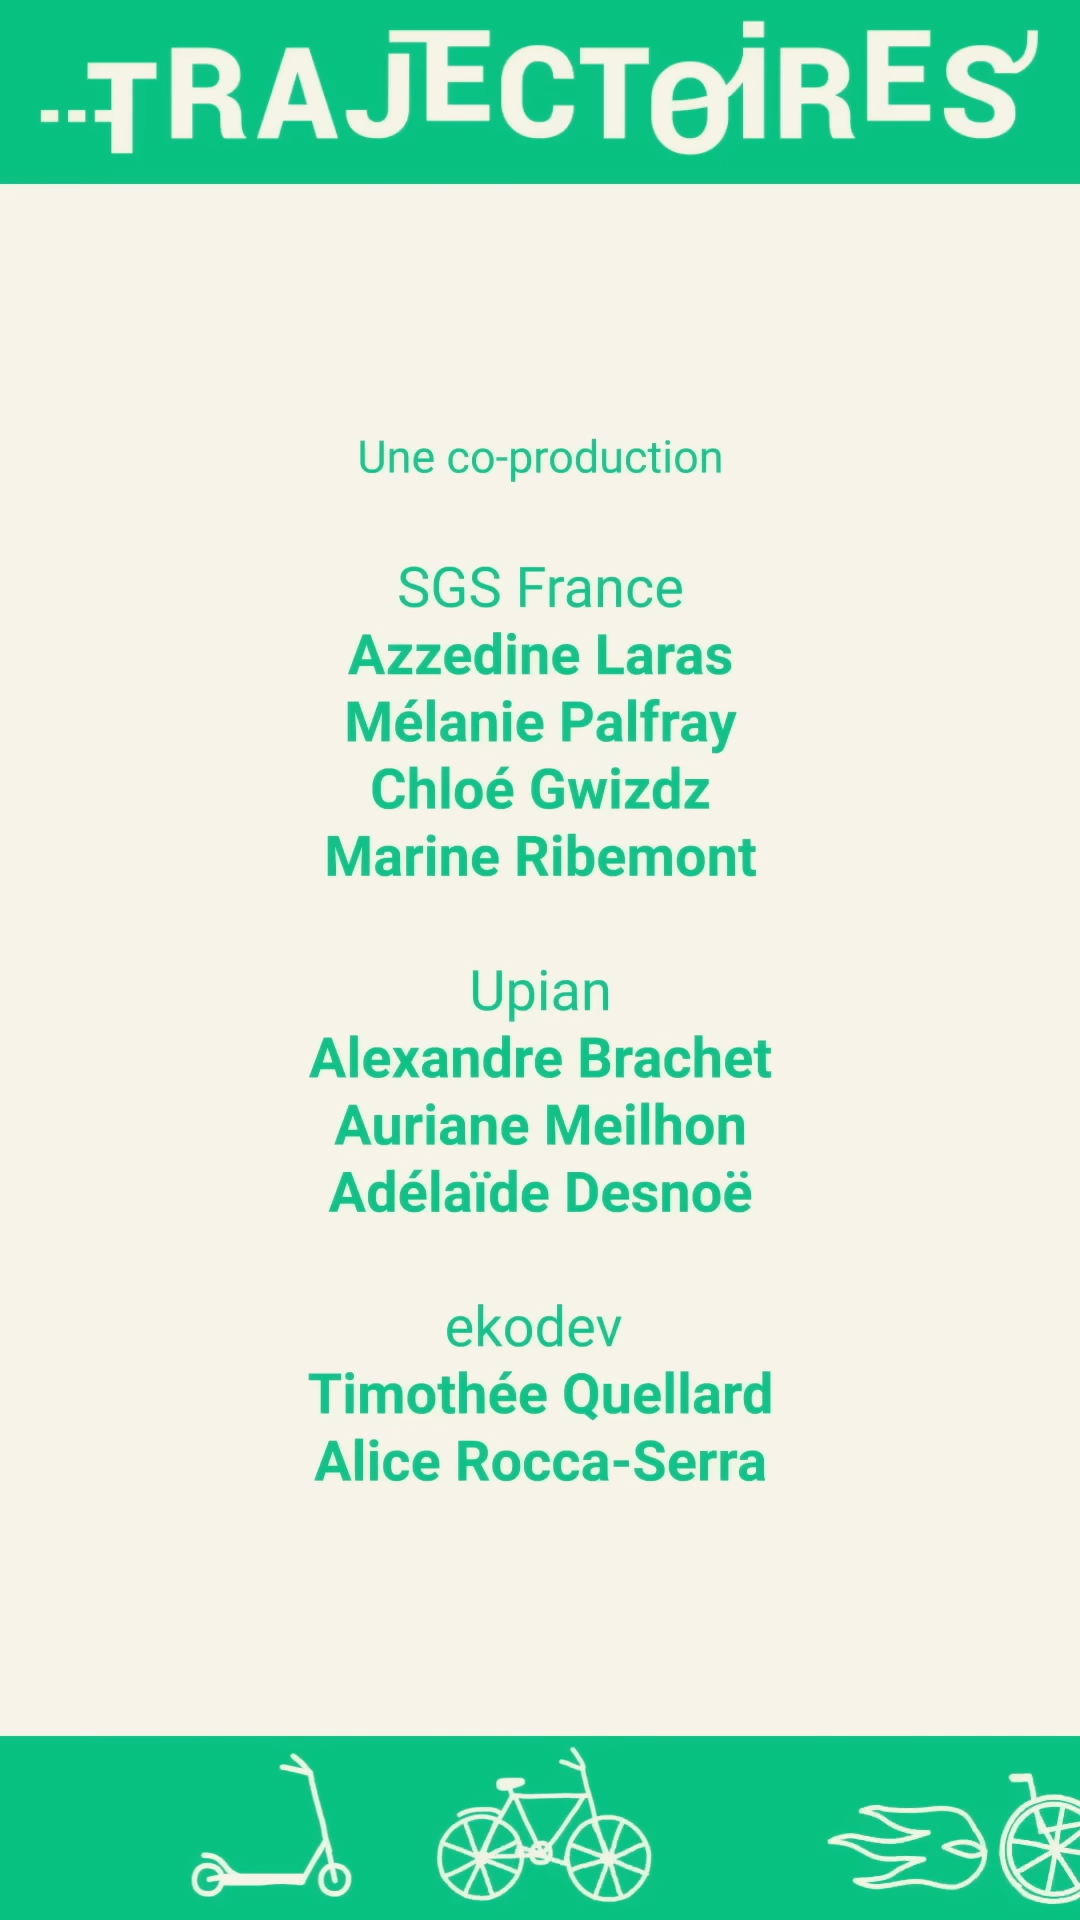 TRAJECTOIRES
Une co-production
SGS France
Azzedine Laras
Mélanie Palfray
Chloé Gwizdz
Marine Ribemont
Upian
Alexandre Brachet
Auriane Meilhon
Adélaïde Desnoë
ekodev
Timothée Quellard
Alice Rocca-Serra